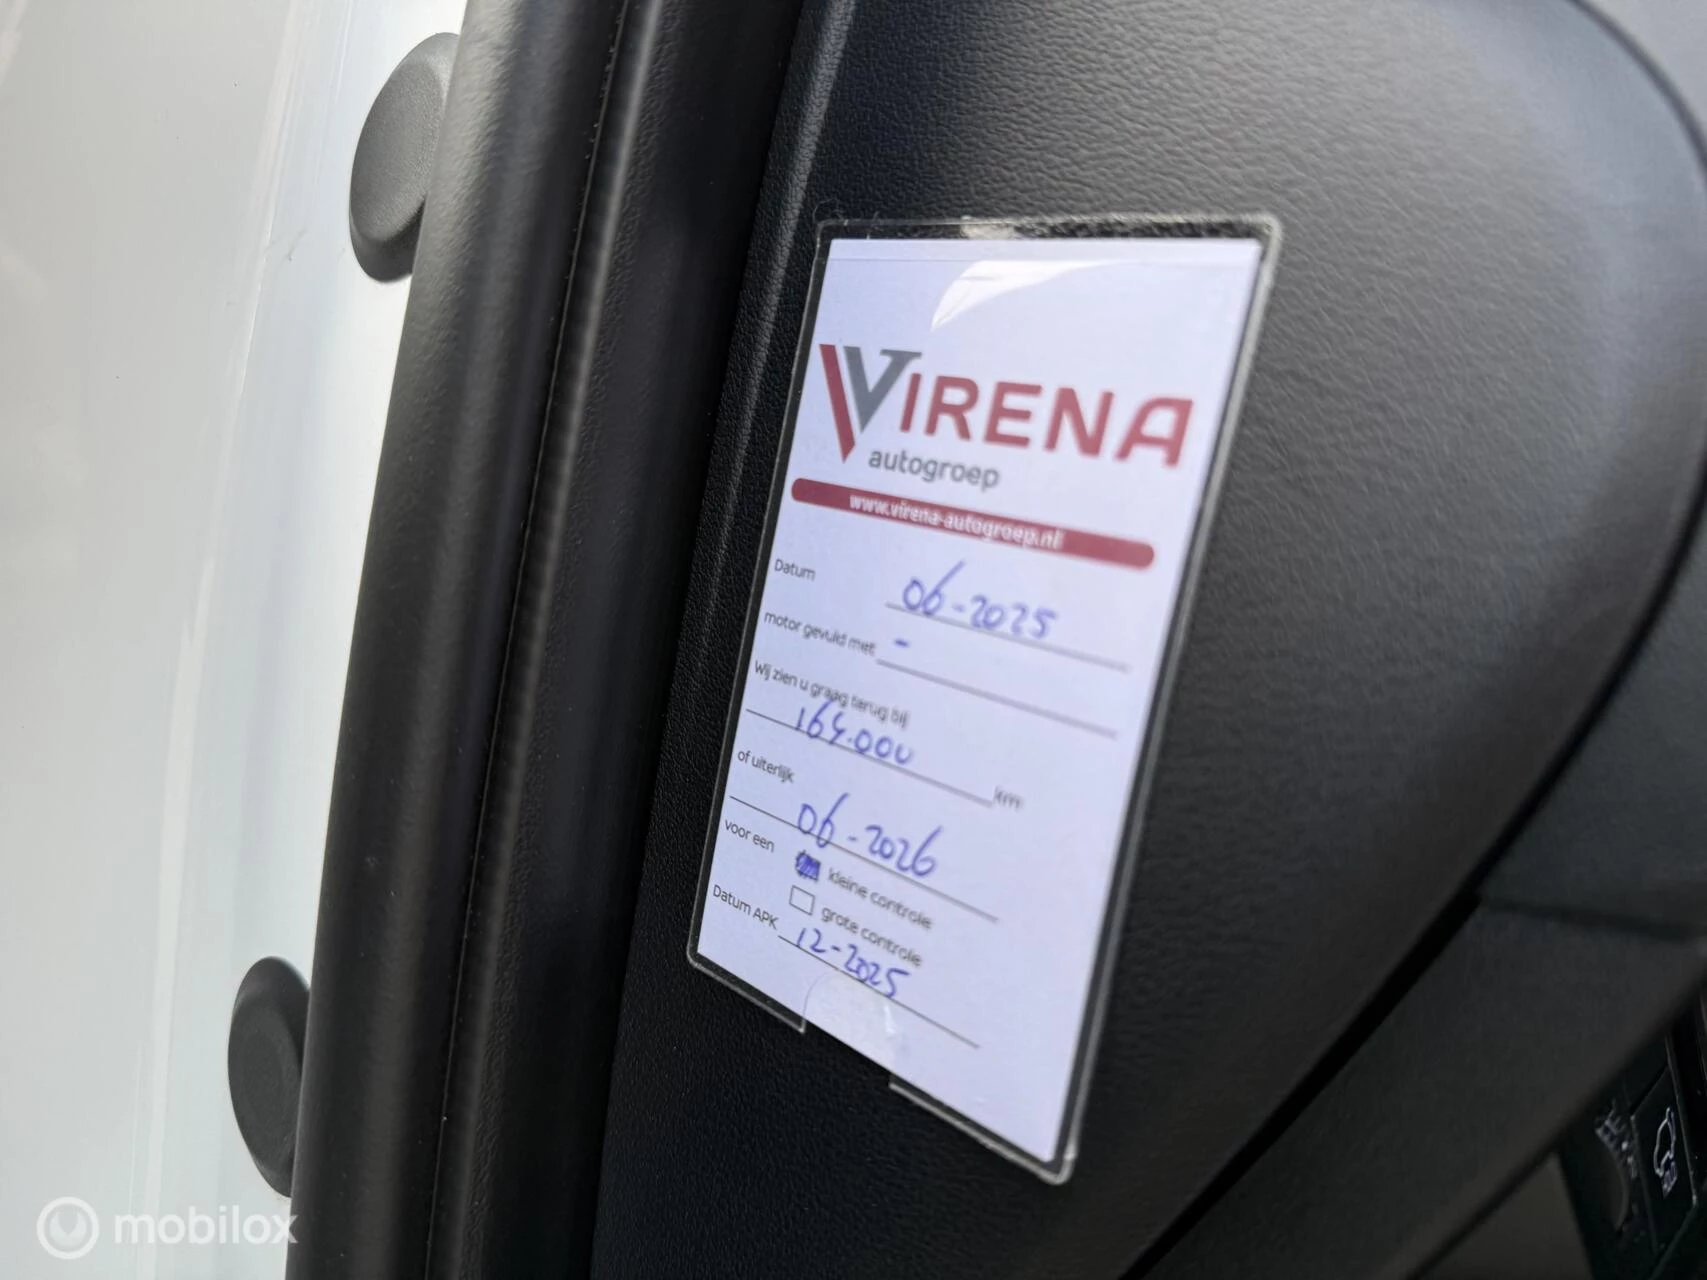 VIRENA
autogroep
www.virena-autogroep.nl
Datum 06-2025
motor gevuld met -
Wij zien u graag terug bij
164.000 km
of uiterlijk
06-2026
voor een kleine controle
grote controle
Datum APK 12-2025
mobilox